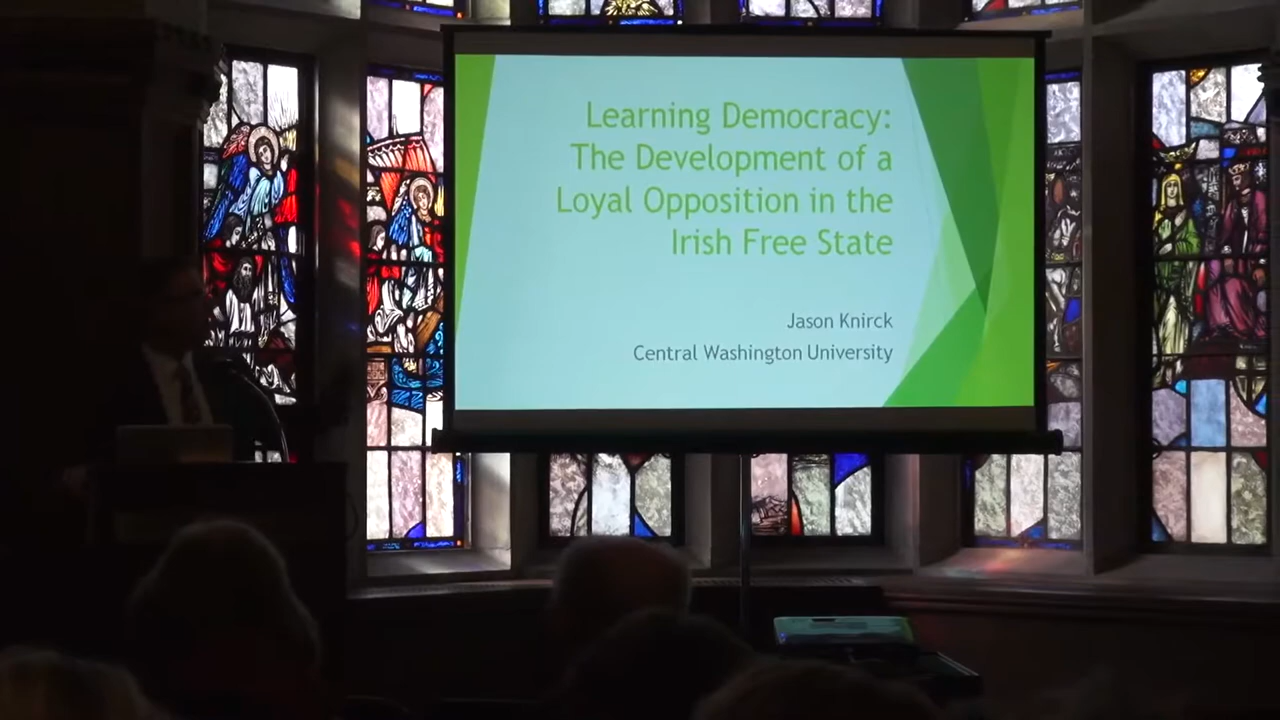 Learning Democracy:
The Development of a
Loyal Opposition in the
Irish Free State
Jason Knirck
Central Washington University